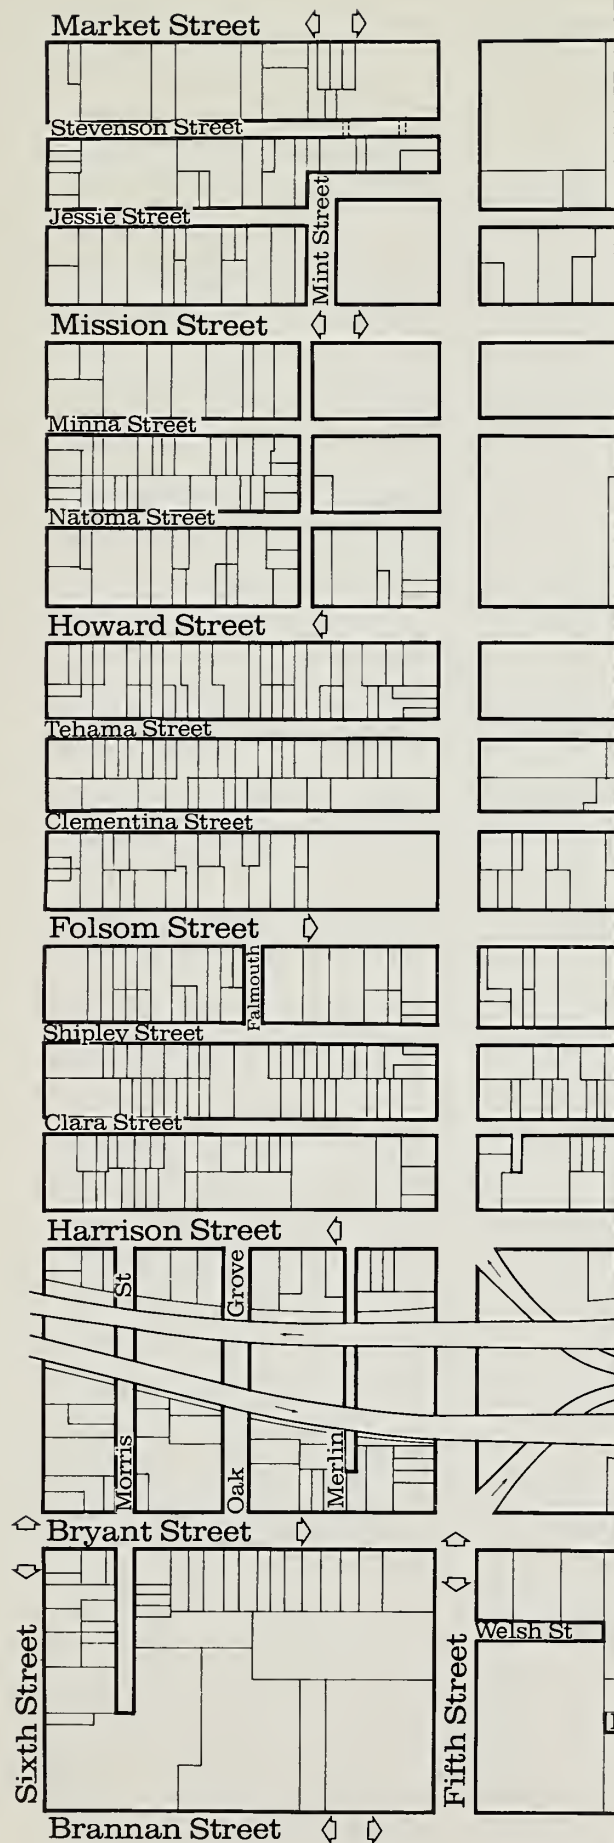 Market Street
Stevenson Street
Jessie Street
Mint Street
Mission Street
Minna Street
Natoma Street
Howard Street
Tehama Street
Clementina Street
Folsom Street
Falmouth
Shipley Street
Clara Street
Harrison Street
Morris St
Oak Grove
Merlin
Bryant Street
Welsh St
Sixth Street
Fifth Street
Brannan Street